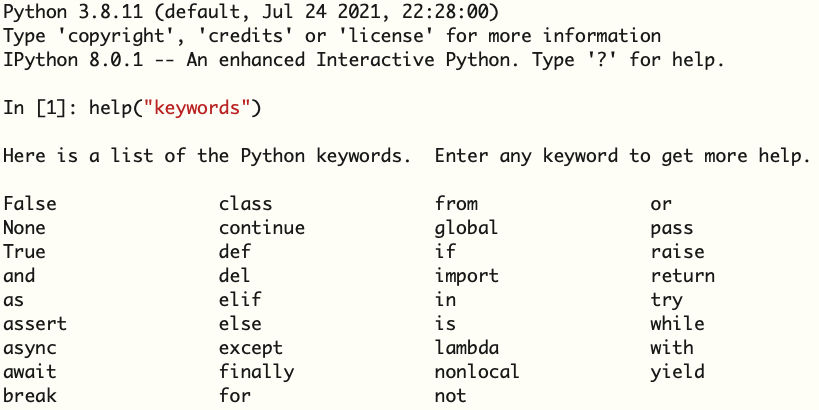 Python 3.8.11 (default, Jul 24 2021, 22:28:00)
Type 'copyright', 'credits' or 'license' for more information
IPython 8.0.1 -- An enhanced Interactive Python. Type '?' for help.
In [1]: help("keywords")
Here is a list of the Python keywords.  Enter any keyword to get more help.
False               class               from                or
None                continue            global              pass
True                def                 if                  raise
and                 del                 import              return
as                  elif                in                  try
assert              else                is                  while
async               except              lambda              with
await               finally             nonlocal            yield
break               for                 not